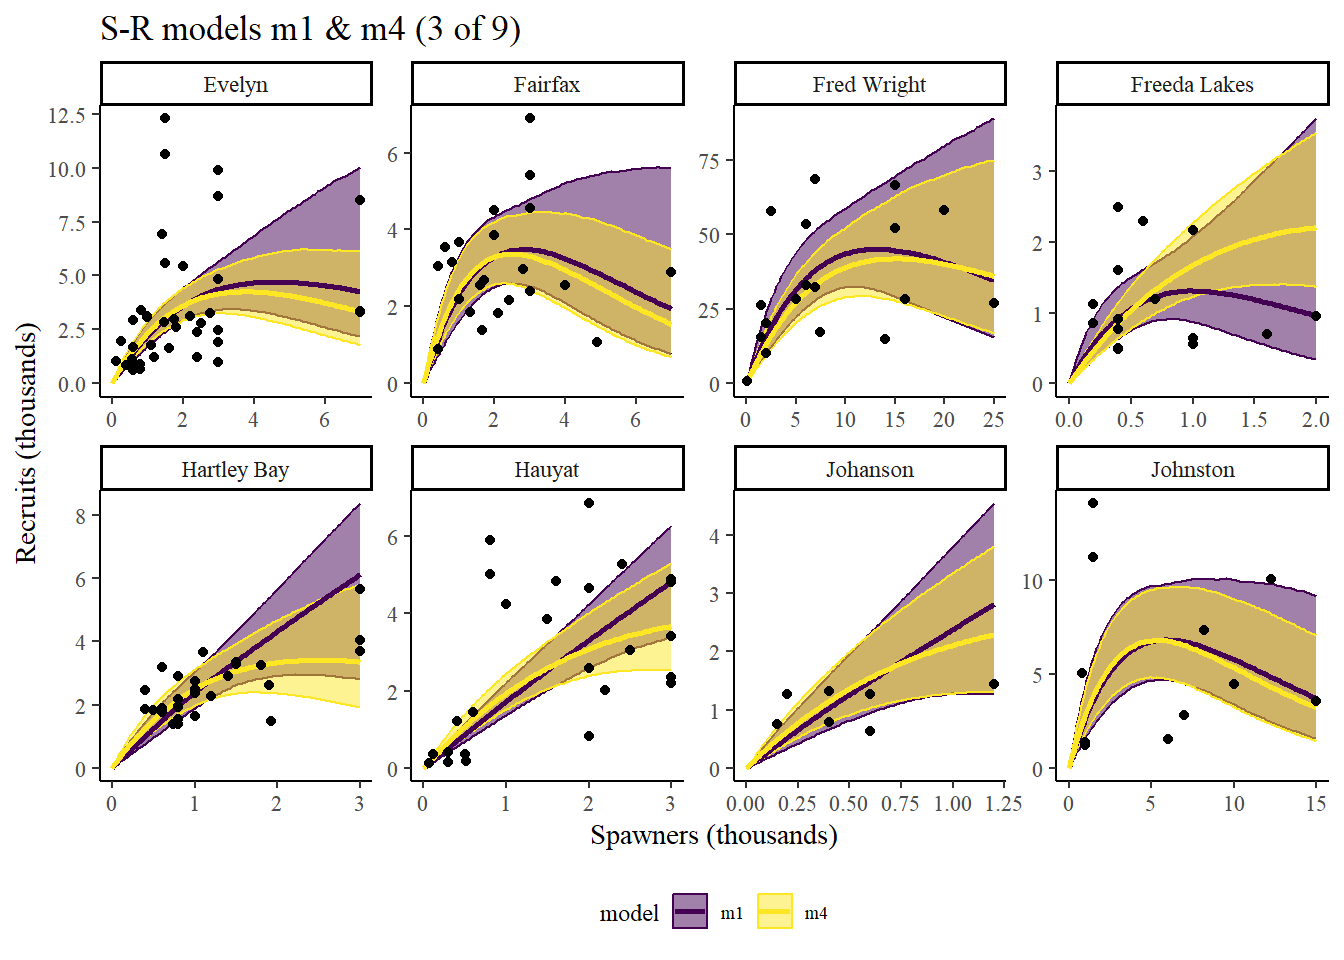 S-R models m1 & m4 (3 of 9)
Evelyn Fairfax Fred Wright Freeda Lakes
12.5
10.0
7.5
5.0
2.5
0.0
6
4
2
0
75
50
25
0
3
2
1
0
0 2 4 6
0 2 4 6
0 5 10 15 20 25
0.0 0.5 1.0 1.5 2.0
Recruits (thousands)
Hartley Bay Hauyat Johanson Johnston
8
6
4
2
0
6
4
2
0
4
3
2
1
0
10
5
0
0 1 2 3
0 1 2 3
0.00 0.25 0.50 0.75 1.00 1.25
0 5 10 15
Spawners (thousands)
model m1 m4